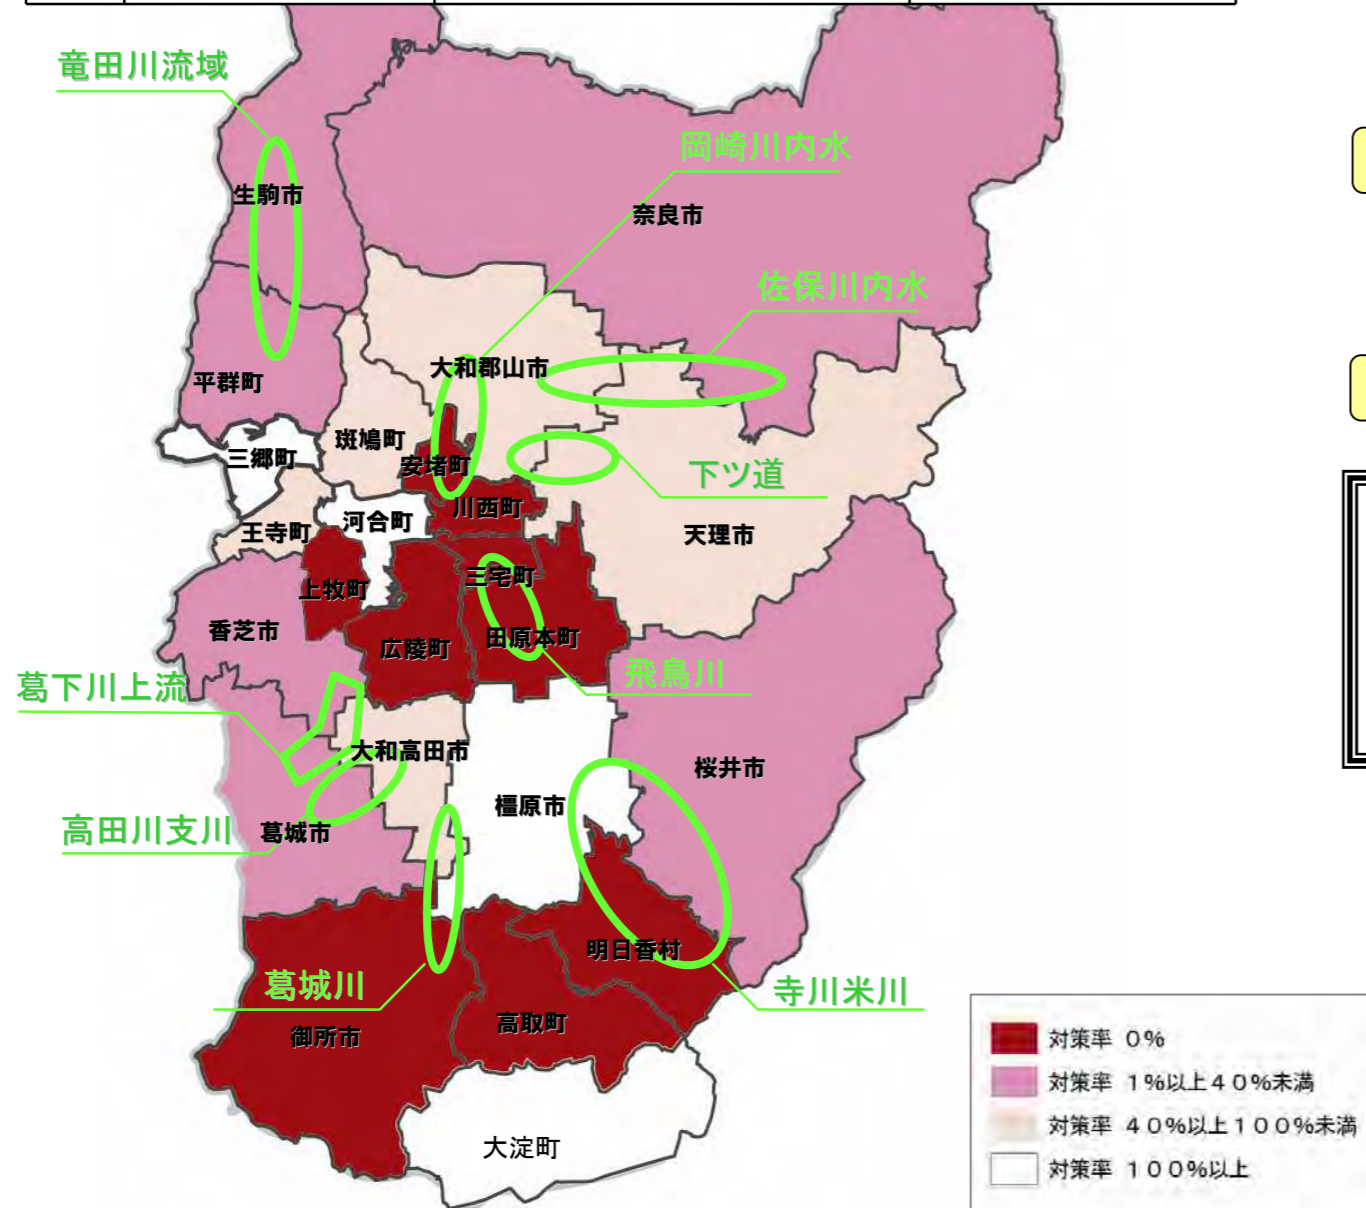 竜田川流域
岡崎川内水
生駒市
奈良市
佐保川内水
大和郡山市
平群町
斑鳩町
三郷町
安堵町
下ツ道
川西町
河合町
王寺町
天理市
三宅町
上牧町
香芝市
田原本町
広陵町
飛鳥川
葛下川上流
大和高田市
桜井市
橿原市
高田川支川
葛城市
明日香村
葛城川
寺川米川
高取町
御所市
大淀町
対策率 0%
対策率 1%以上40%未満
対策率 40%以上100%未満
対策率 100%以上